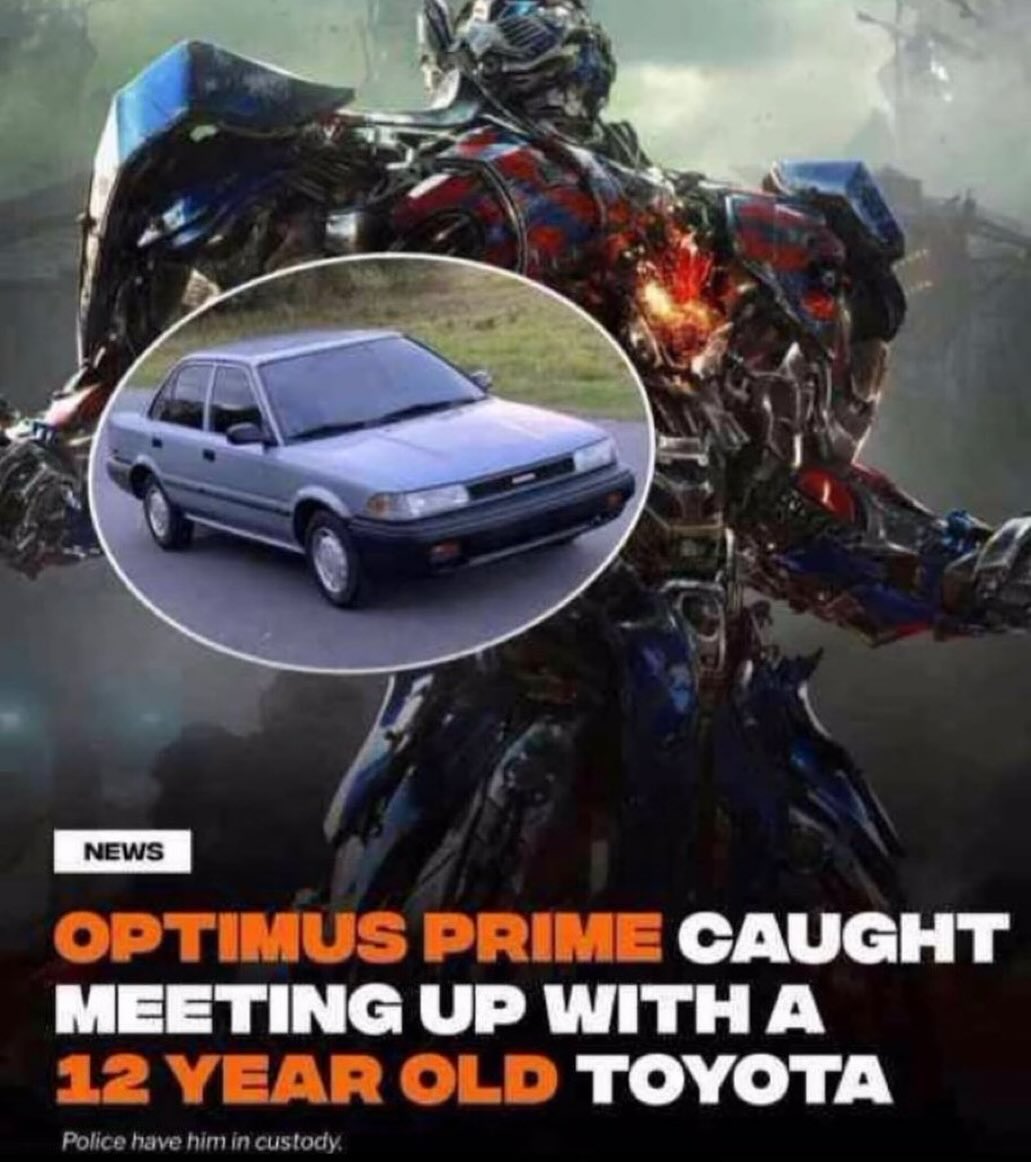 NEWS
OPTIMUS PRIME CAUGHT
MEETING UP WITH A
12 YEAR OLD TOYOTA
Police have him in custody.